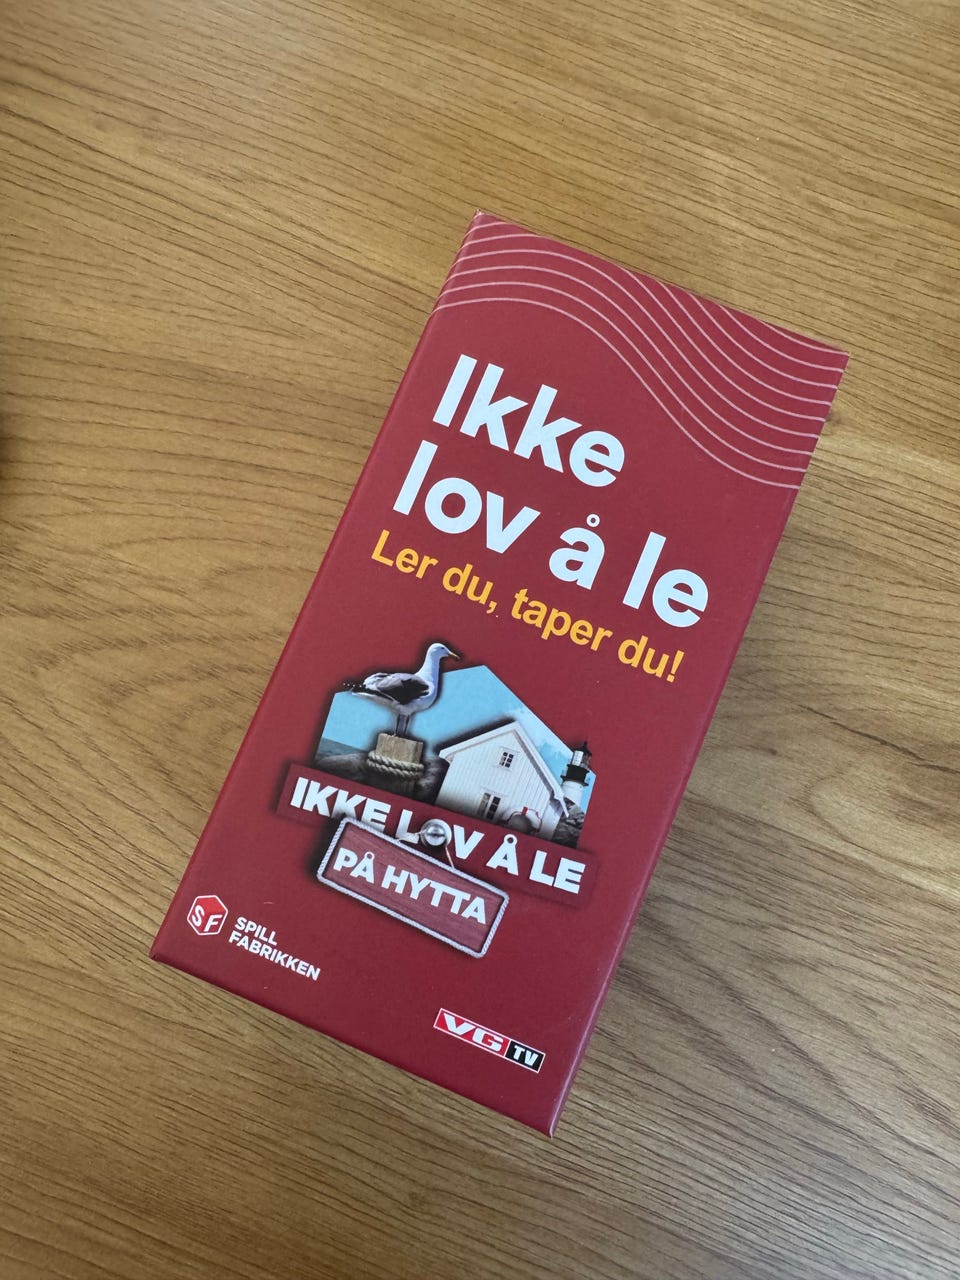 Ikke
lov å le
Ler du, taper du!
IKKE LOV Å LE
PÅ HYTTA
SF
SPILL
FABRIKKEN
VG TV